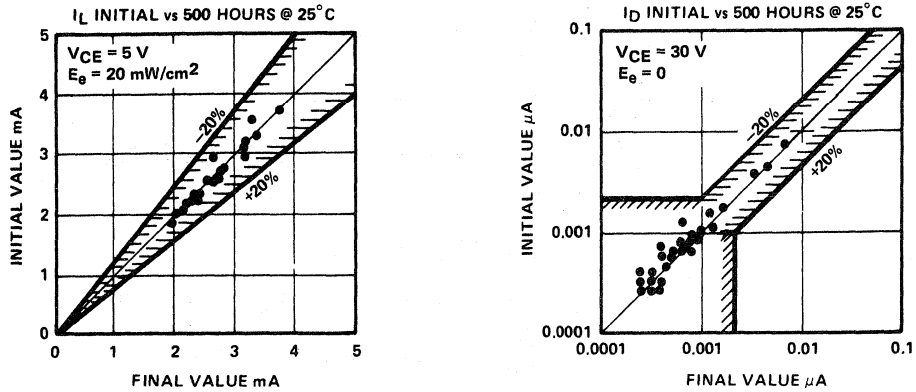 I_L INITIAL vs 500 HOURS @ 25°C
5
V_CE = 5 V
E_e = 20 mW/cm2
4
3
2
1
0
-20%
+20%
INITIAL VALUE mA
0 1 2 3 4 5
FINAL VALUE mA
I_D INITIAL vs 500 HOURS @ 25°C
0.1
V_CE = 30 V
E_e = 0
0.01
0.001
0.0001
-20%
+20%
INITIAL VALUE µA
0.0001 0.001 0.01 0.1
FINAL VALUE µA